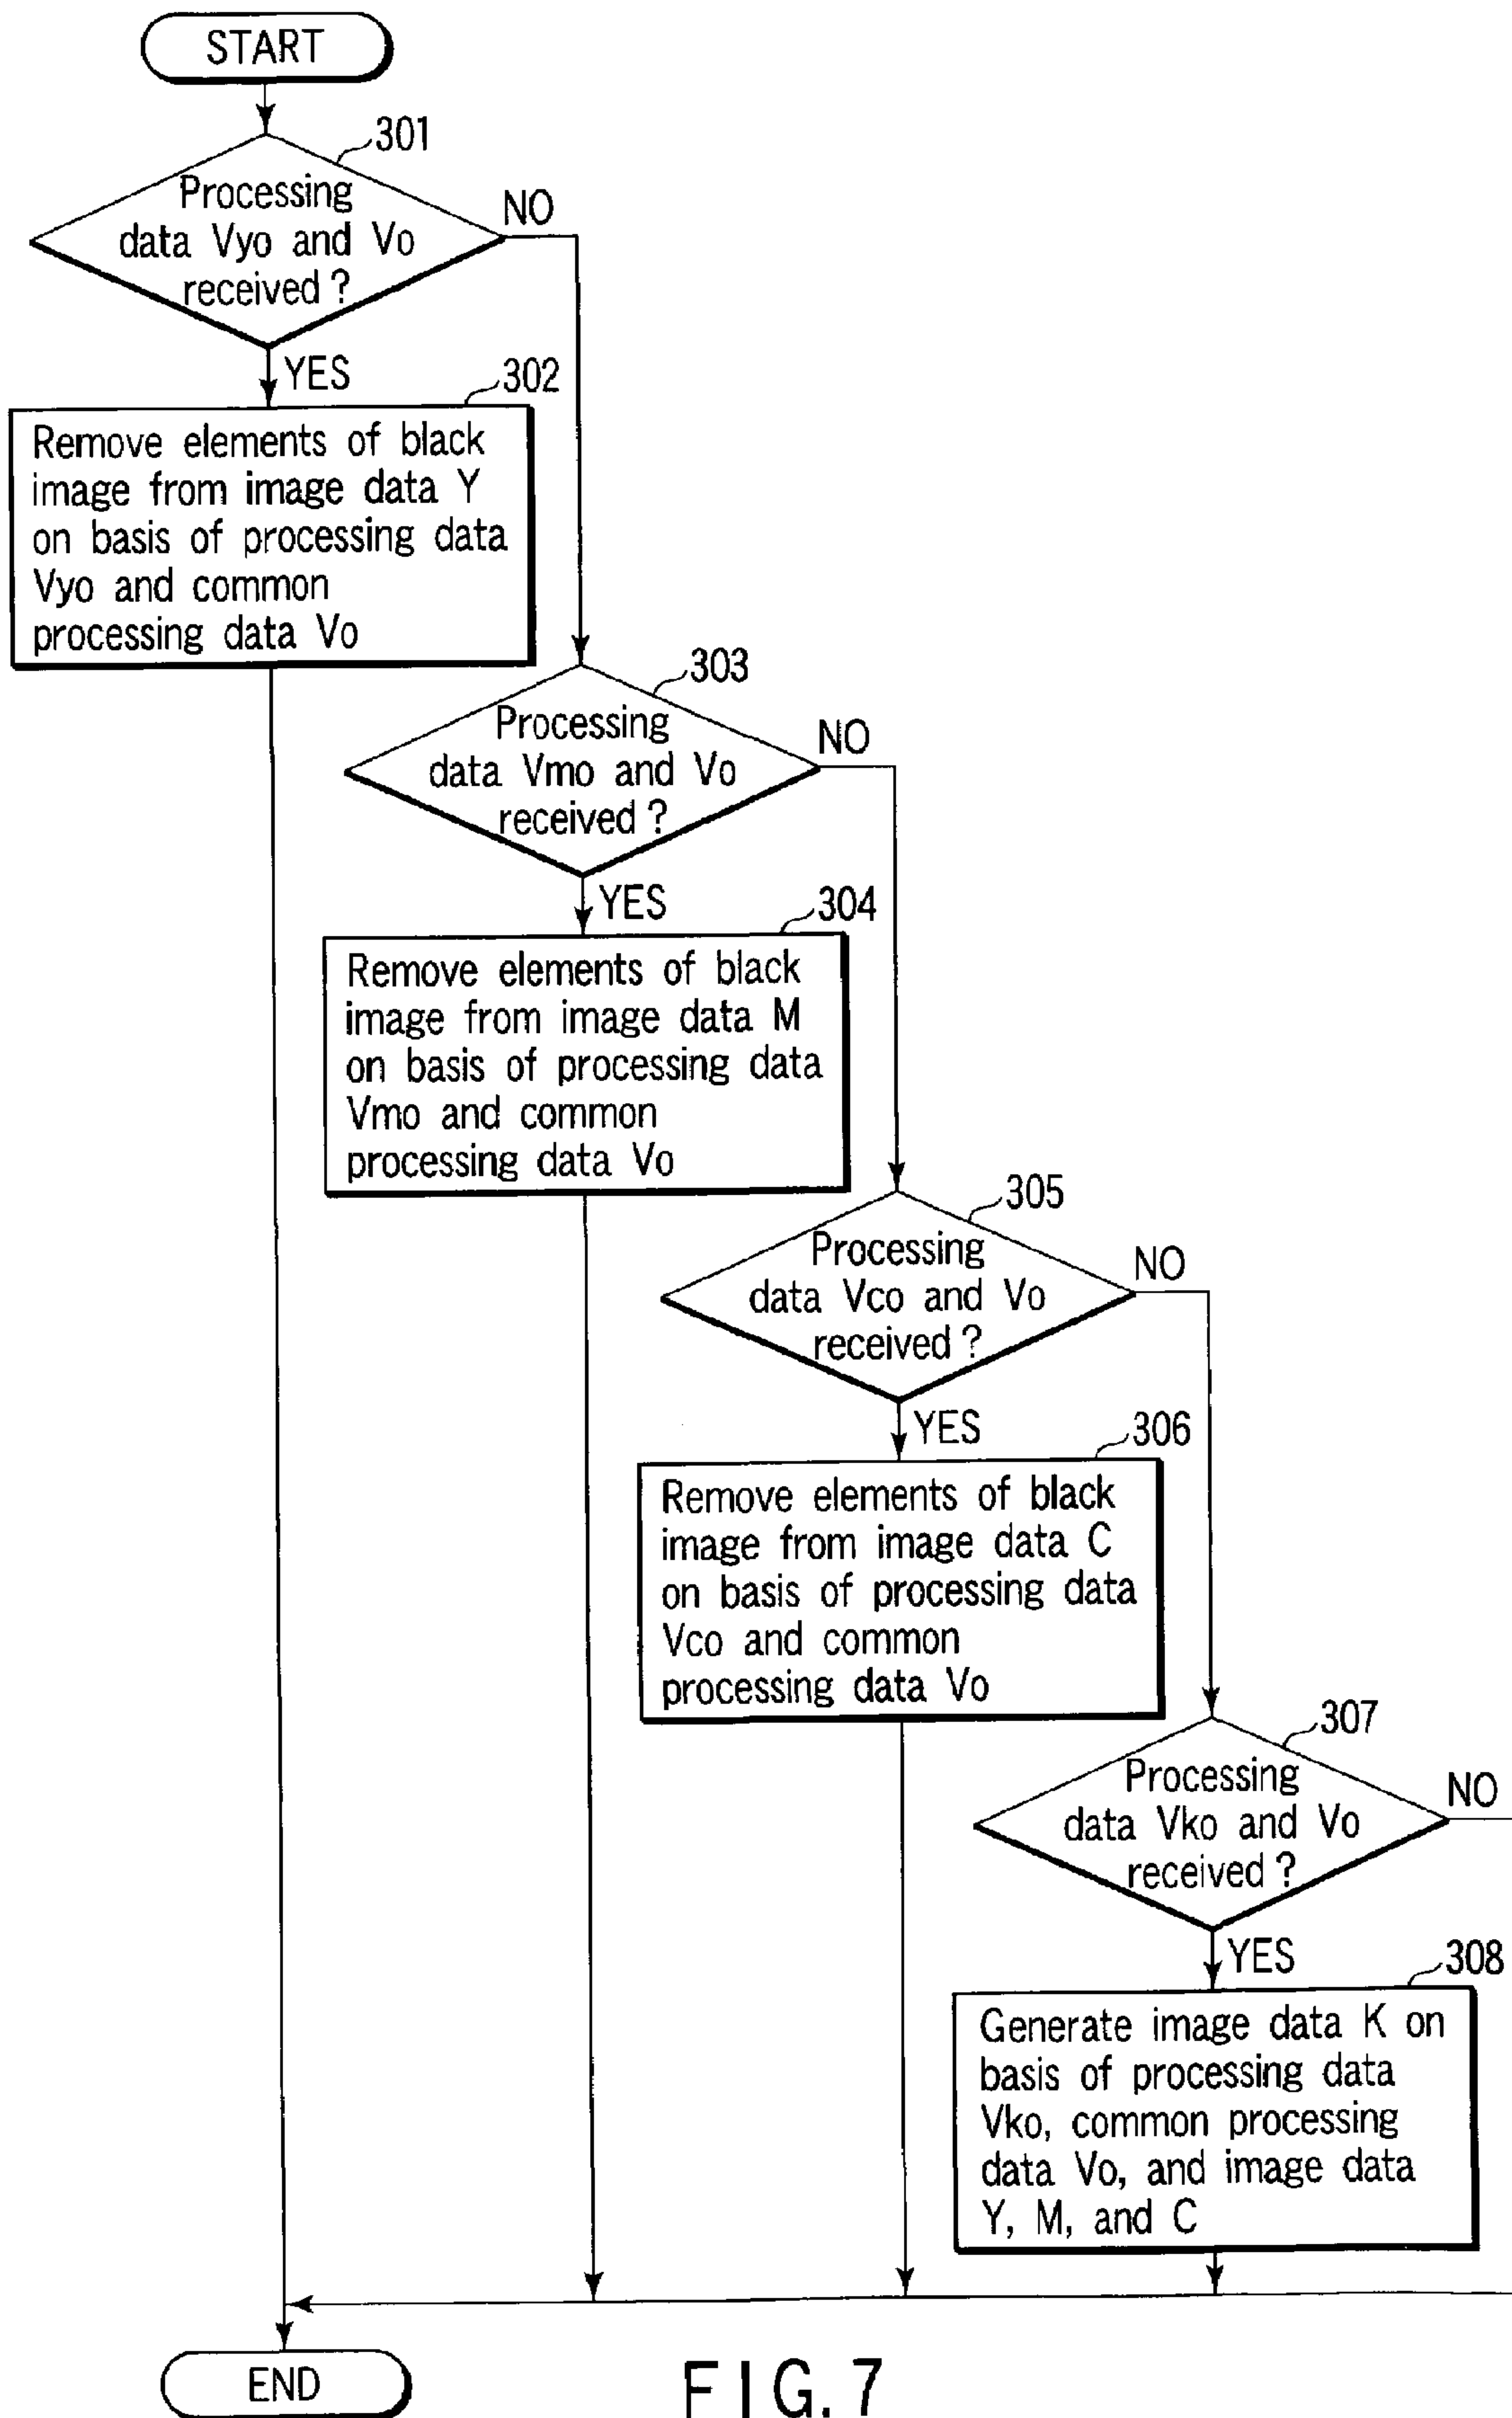 START
301
Processing
data Vyo and Vo
received ?
NO
YES
302
Remove elements of black
image from image data Y
on basis of processing data
Vyo and common
processing data Vo
303
Processing
data Vmo and Vo
received ?
NO
YES
304
Remove elements of black
image from image data M
on basis of processing data
Vmo and common
processing data Vo
305
Processing
data Vco and Vo
received ?
NO
YES
306
Remove elements of black
image from image data C
on basis of processing data
Vco and common
processing data Vo
307
Processing
data Vko and Vo
received ?
NO
YES
308
Generate image data K on
basis of processing data
Vko, common processing
data Vo, and image data
Y, M, and C
END
FIG. 7